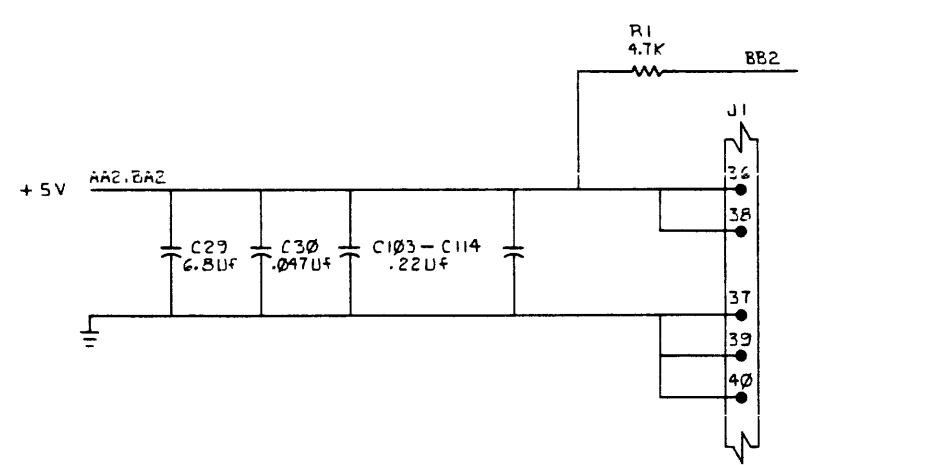 R1
4.7K
BB2
J1
+5V
AA2,BA2
36
38
C29
6.8Uf
C30
.047Uf
C103-C114
.22Uf
37
39
40